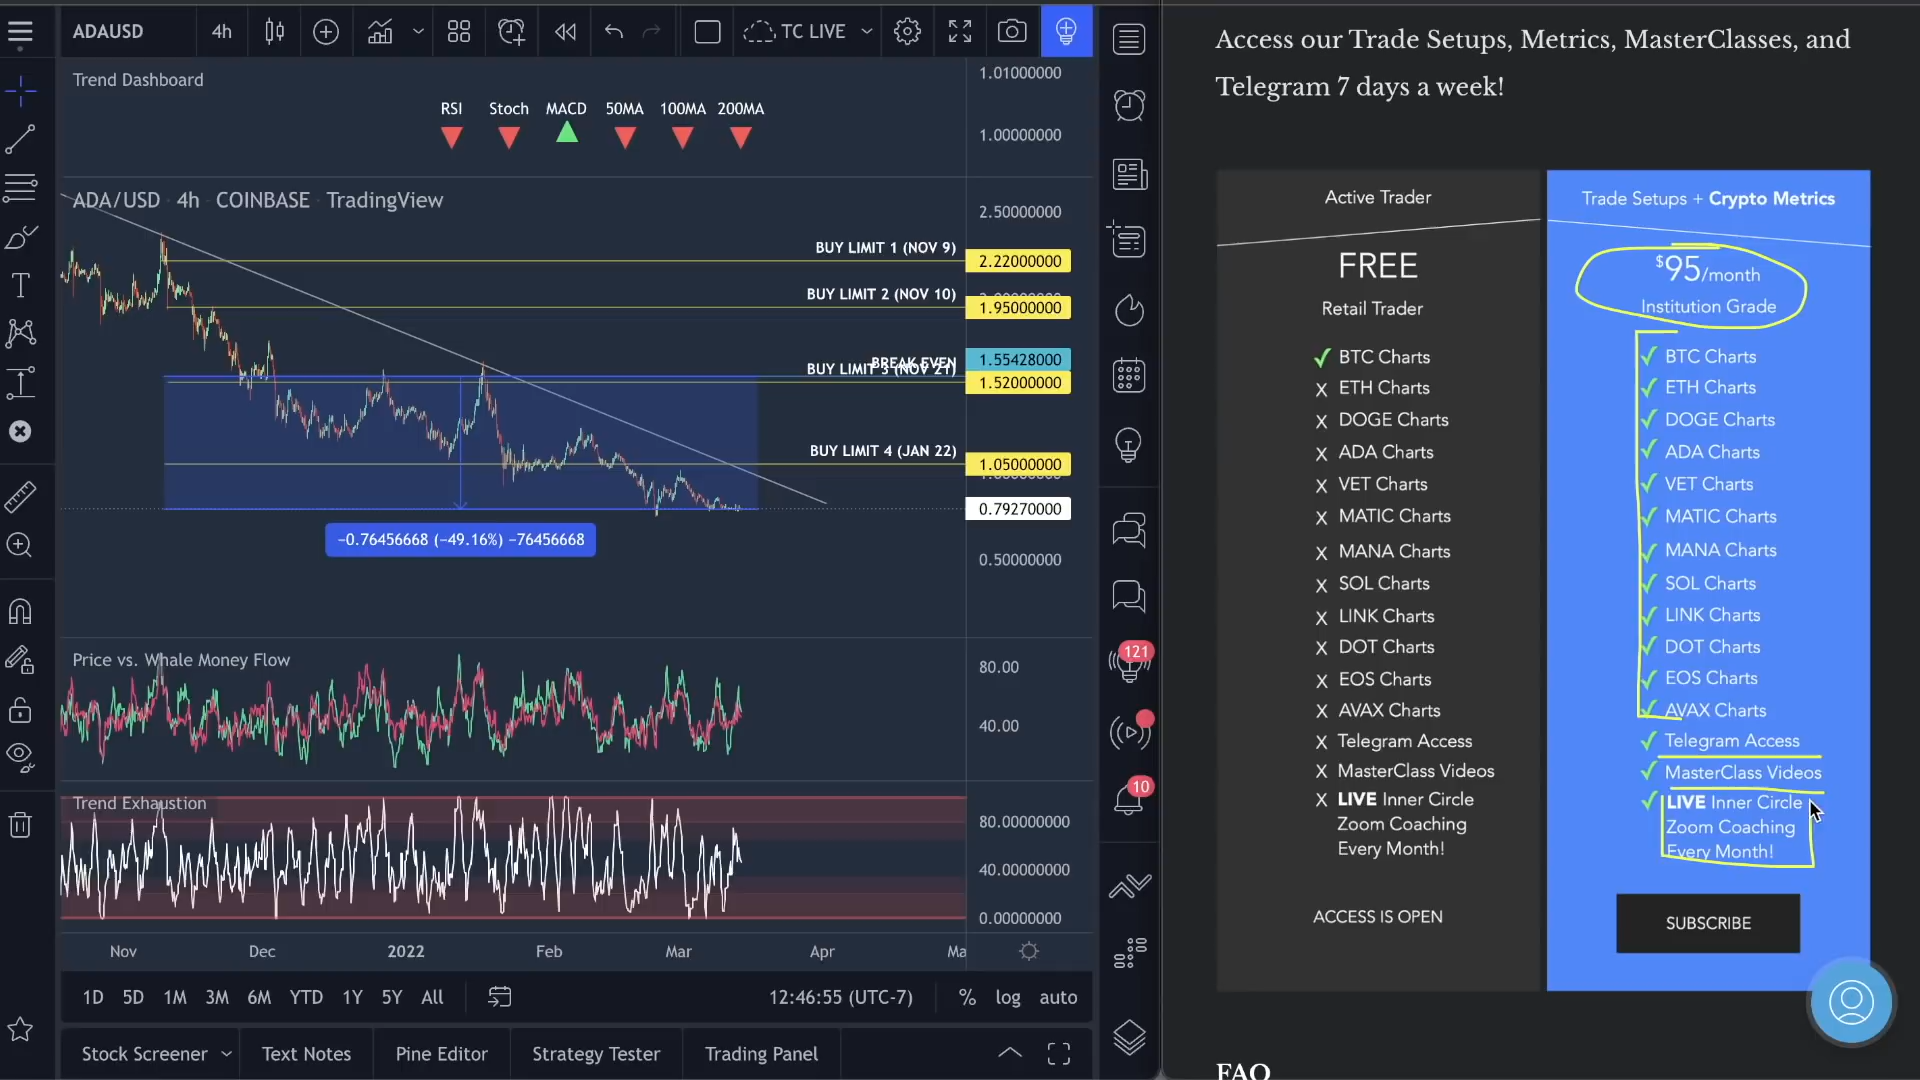 ADAUSD
4h
TC LIVE
Trend Dashboard
RSI Stoch MACD 50MA 100MA 200MA
1.01000000
1.00000000
ADA/USD · 4h · COINBASE · TradingView
2.50000000
BUY LIMIT 1 (NOV 9)
2.22000000
BUY LIMIT 2 (NOV 10)
1.95000000
BREAK EVEN
1.55428000
BUY LIMIT 3 (NOV 21)
1.52000000
BUY LIMIT 4 (JAN 22)
1.05000000
0.79270000
−0.76456668 (−49.16%) −76456668
0.50000000
Price vs. Whale Money Flow
80.00
40.00
Trend Exhaustion
80.00000000
40.00000000
0.00000000
Nov Dec 2022 Feb Mar Apr Ma
1D 5D 1M 3M 6M YTD 1Y 5Y All
12:46:55 (UTC-7)
% log auto
Stock Screener Text Notes Pine Editor Strategy Tester Trading Panel
121
10
Access our Trade Setups, Metrics, MasterClasses, and
Telegram 7 days a week!
Active Trader
FREE
Retail Trader
✓ BTC Charts
X ETH Charts
X DOGE Charts
X ADA Charts
X VET Charts
X MATIC Charts
X MANA Charts
X SOL Charts
X LINK Charts
X DOT Charts
X EOS Charts
X AVAX Charts
X Telegram Access
X MasterClass Videos
X LIVE Inner Circle
Zoom Coaching
Every Month!
ACCESS IS OPEN
Trade Setups + Crypto Metrics
$95/month
Institution Grade
✓ BTC Charts
✓ ETH Charts
✓ DOGE Charts
✓ ADA Charts
✓ VET Charts
✓ MATIC Charts
✓ MANA Charts
✓ SOL Charts
✓ LINK Charts
✓ DOT Charts
✓ EOS Charts
✓ AVAX Charts
✓ Telegram Access
✓ MasterClass Videos
✓ LIVE Inner Circle
Zoom Coaching
Every Month!
SUBSCRIBE
FAQ